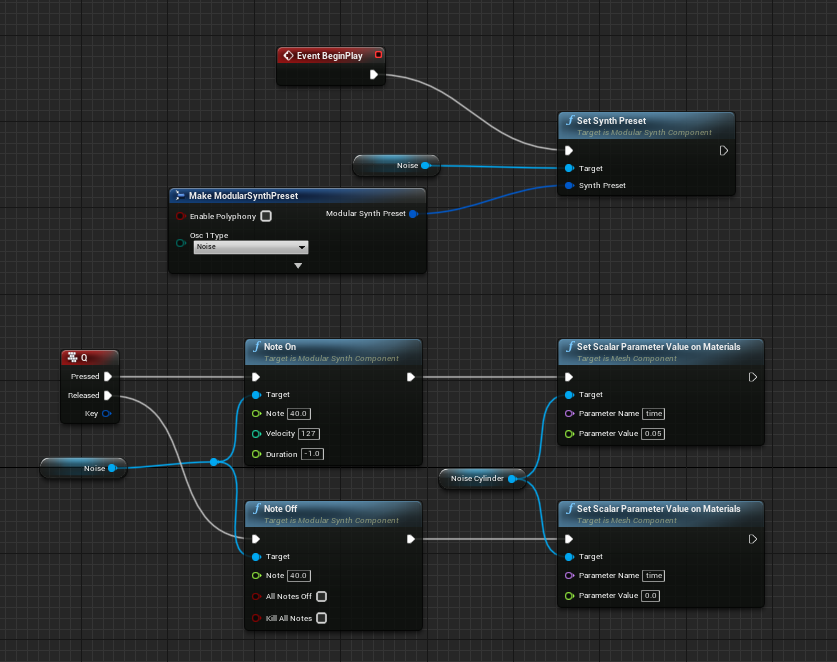 Event BeginPlay
Set Synth Preset
Target is Modular Synth Component
Noise
Target
Synth Preset
Make ModularSynthPreset
Enable Polyphony
Modular Synth Preset
Osc 1 Type
Noise
Q
Pressed
Released
Key
Noise
Note On
Target is Modular Synth Component
Target
Note 40.0
Velocity 127
Duration -1.0
Set Scalar Parameter Value on Materials
Target is Mesh Component
Target
Parameter Name time
Parameter Value 0.05
Noise Cylinder
Note Off
Target is Modular Synth Component
Target
Note 40.0
All Notes Off
Kill All Notes
Set Scalar Parameter Value on Materials
Target is Mesh Component
Target
Parameter Name time
Parameter Value 0.0